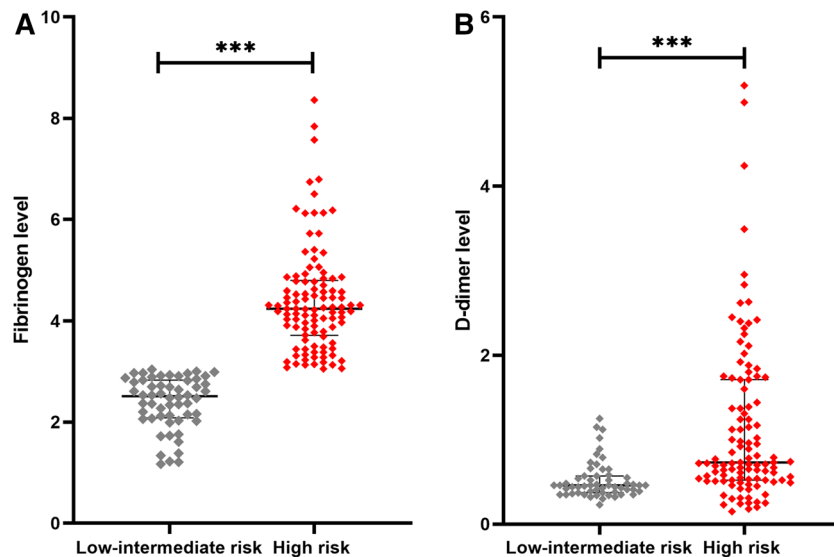 A
Fibrinogen level
10
8
6
4
2
0
***
Low-intermediate risk
High risk
B
D-dimer level
6
4
2
0
***
Low-intermediate risk
High risk